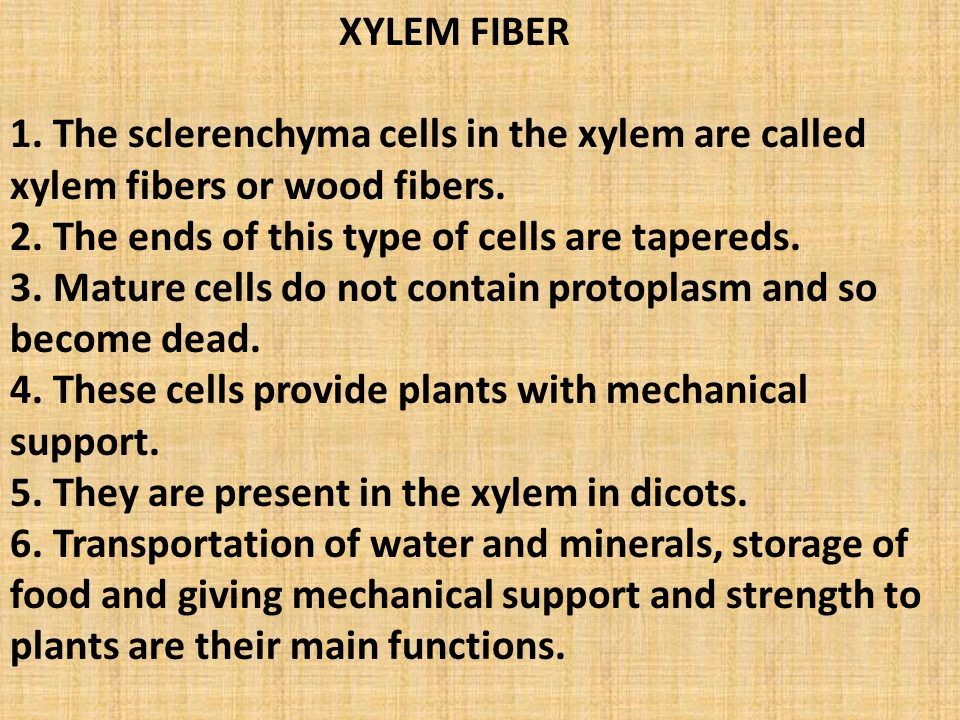 XYLEM FIBER
1. The sclerenchyma cells in the xylem are called
xylem fibers or wood fibers.
2. The ends of this type of cells are tapereds.
3. Mature cells do not contain protoplasm and so
become dead.
4. These cells provide plants with mechanical
support.
5. They are present in the xylem in dicots.
6. Transportation of water and minerals, storage of
food and giving mechanical support and strength to
plants are their main functions.